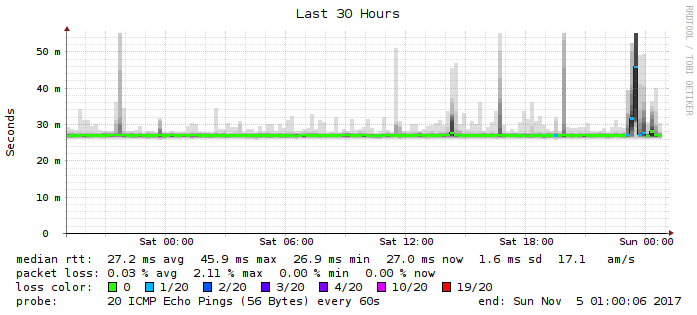 Last 30 Hours
RRDTOOL / TOBI OETIKER
Seconds
50 m
40 m
30 m
20 m
10 m
0
Sat 00:00 Sat 06:00 Sat 12:00 Sat 18:00 Sun 00:00
median rtt: 27.2 ms avg 45.9 ms max 26.9 ms min 27.0 ms now 1.6 ms sd 17.1 am/s
packet loss: 0.03 % avg 2.11 % max 0.00 % min 0.00 % now
loss color: 0 1/20 2/20 3/20 4/20 10/20 19/20
probe: 20 ICMP Echo Pings (56 Bytes) every 60s end: Sun Nov 5 01:00:06 2017